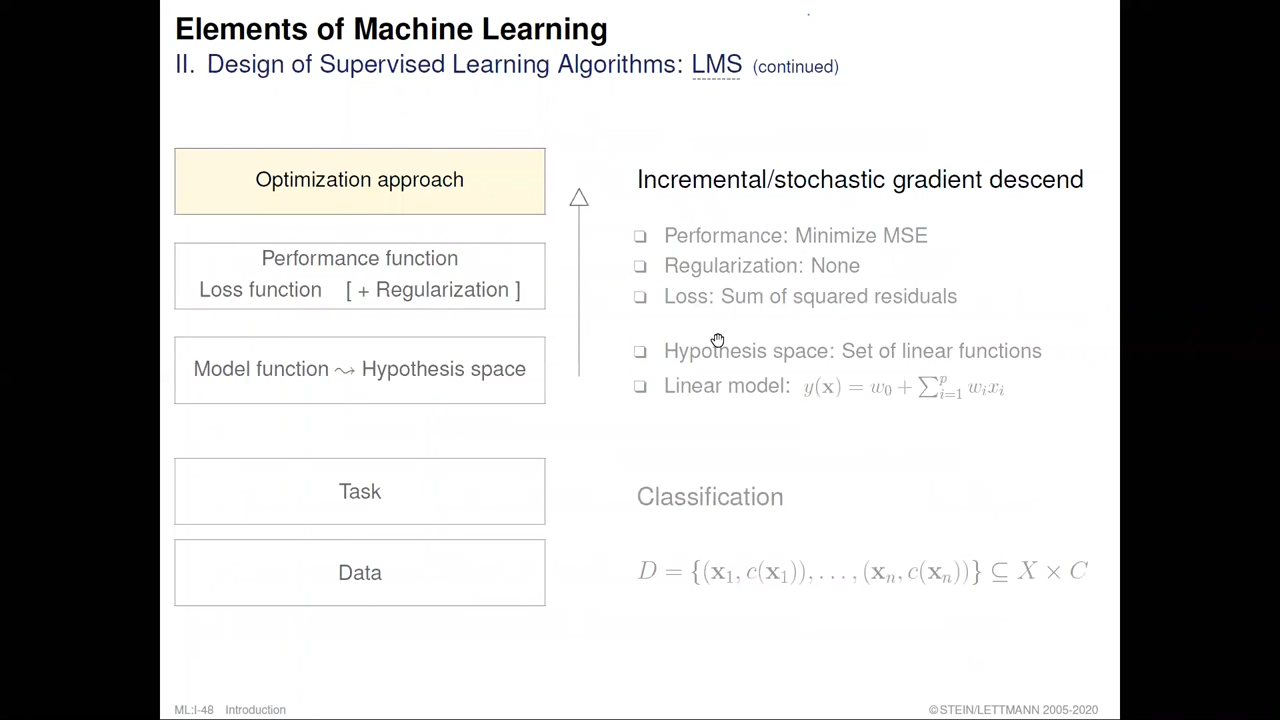 Elements of Machine Learning
II. Design of Supervised Learning Algorithms: LMS (continued)
Optimization approach
Incremental/stochastic gradient descend
Performance function
Loss function [ + Regularization ]
❑ Performance: Minimize MSE
❑ Regularization: None
❑ Loss: Sum of squared residuals
Model function ⇝ Hypothesis space
❑ Hypothesis space: Set of linear functions
❑ Linear model: y(x) = w₀ + ∑ᵢ₌₁ᵖ wᵢxᵢ
Task
Classification
Data
D = {(x₁, c(x₁)), …, (xₙ, c(xₙ))} ⊆ X × C
ML:I-48 Introduction
© STEIN/LETTMANN 2005-2020